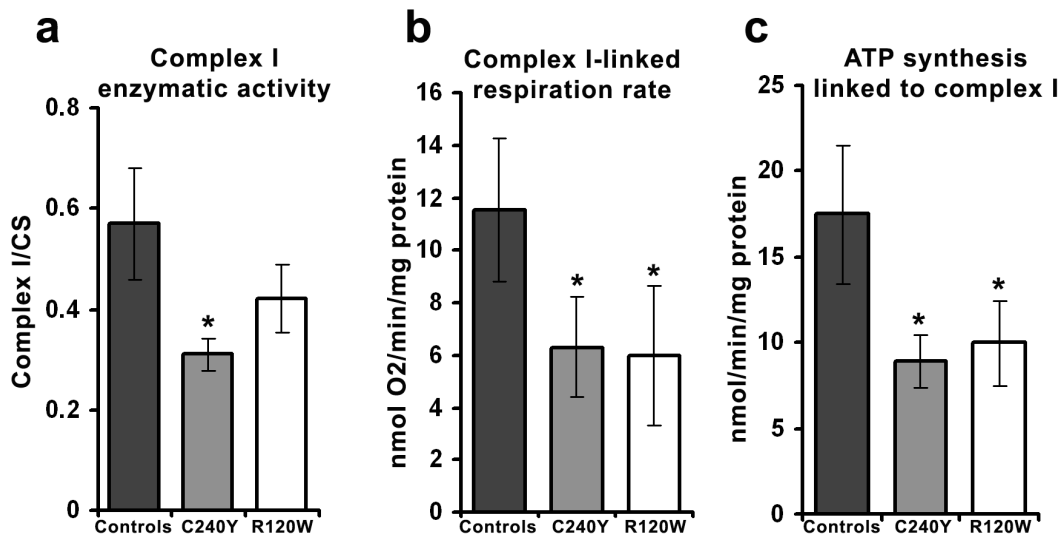 a
Complex I
enzymatic activity
Complex I/CS
0.8
0.6
0.4
0.2
0
*
Controls C240Y R120W
b
Complex I-linked
respiration rate
nmol O2/min/mg protein
16
14
12
10
8
6
4
2
0
* *
Controls C240Y R120W
c
ATP synthesis
linked to complex I
nmol/min/mg protein
25
20
15
10
5
0
* *
Controls C240Y R120W